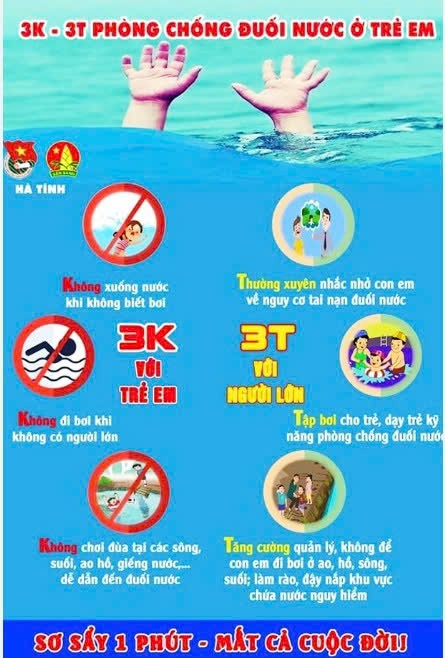 3K - 3T PHÒNG CHỐNG ĐUỐI NƯỚC Ở TRẺ EM
HÀ TĨNH
Không xuống nước
khi không biết bơi
Thường xuyên nhắc nhở con em
về nguy cơ tai nạn đuối nước
3K
VỚI
TRẺ EM
3T
VỚI
NGƯỜI LỚN
Không đi bơi khi
không có người lớn
Tập bơi cho trẻ, dạy trẻ kỹ
năng phòng chống đuối nước
Không chơi đùa tại các sông,
suối, ao hồ, giếng nước,...
dễ dẫn đến đuối nước
Tăng cường quản lý, không để
con em đi bơi ở ao, hồ, sông,
suối; làm rào, đậy nắp khu vực
chứa nước nguy hiểm
SƠ SẨY 1 PHÚT - MẤT CẢ CUỘC ĐỜI!